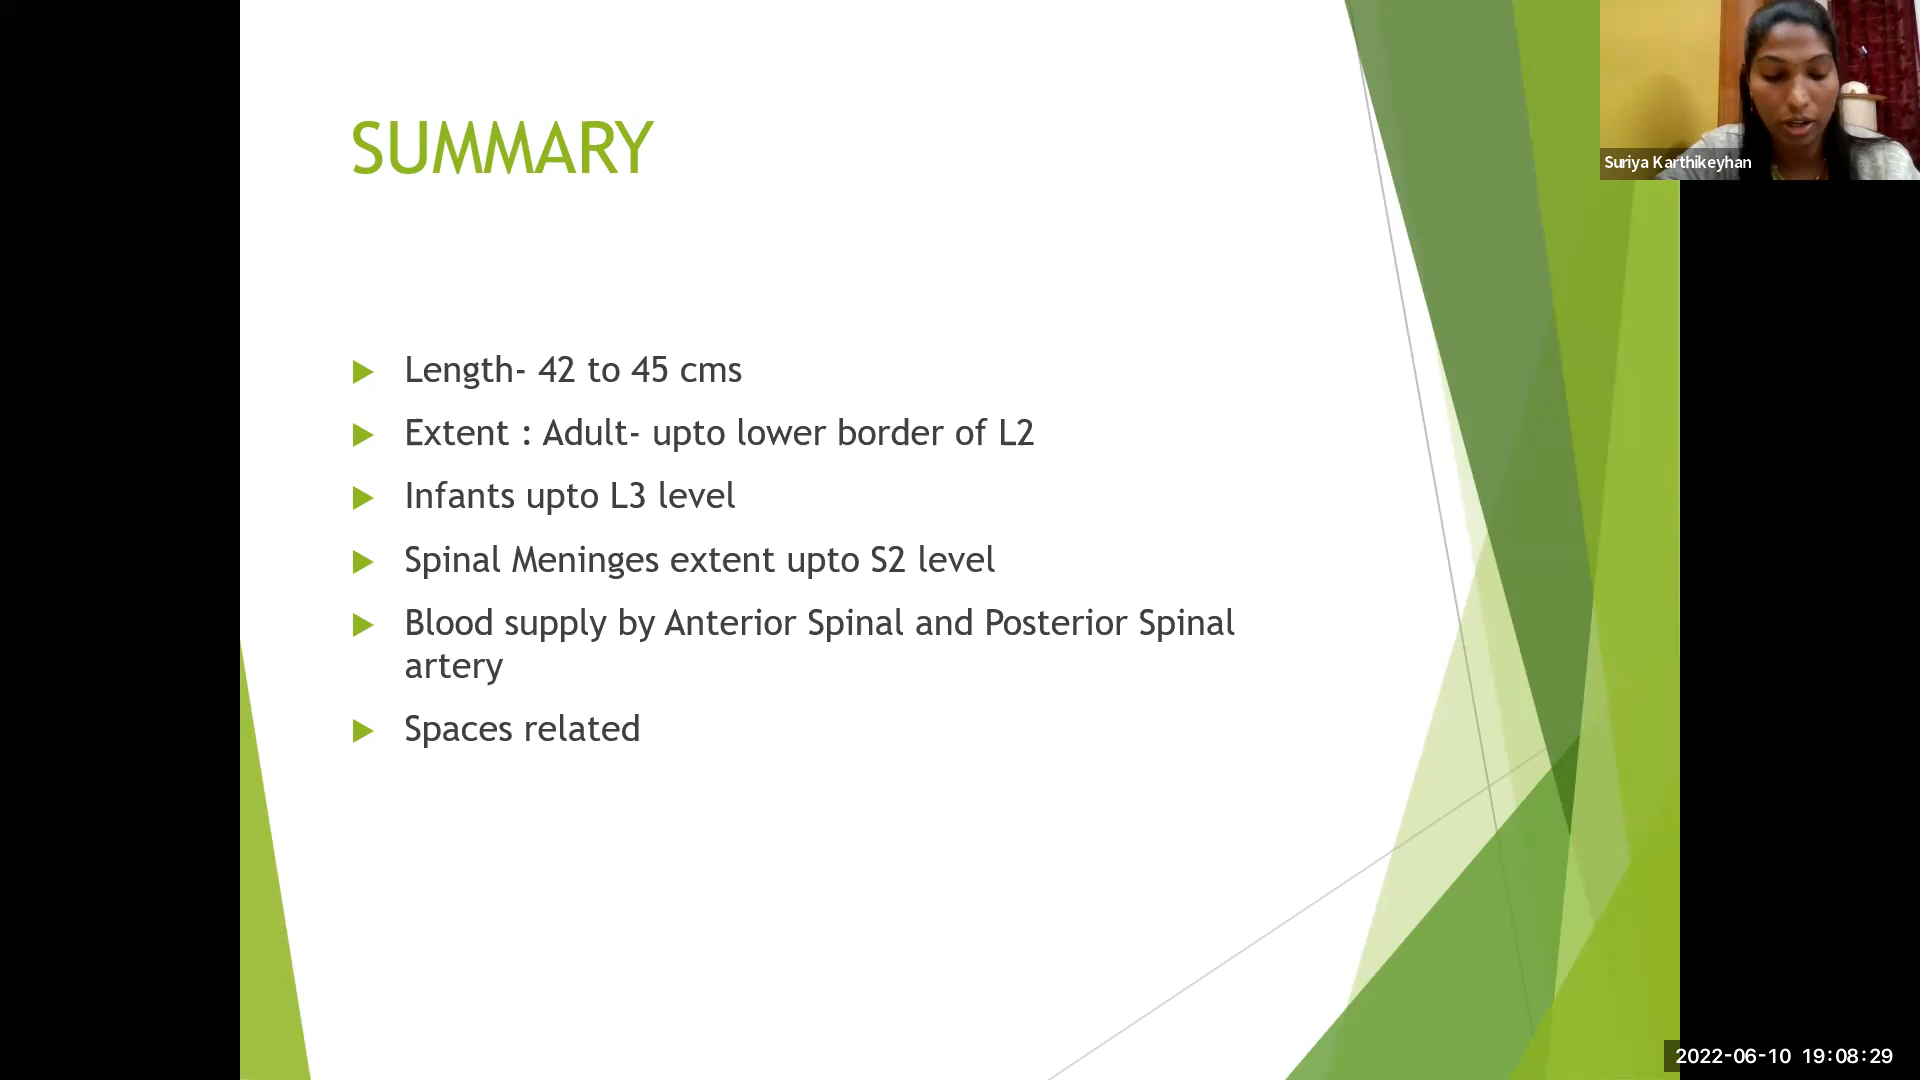 SUMMARY
Length- 42 to 45 cms
Extent : Adult- upto lower border of L2
Infants upto L3 level
Spinal Meninges extent upto S2 level
Blood supply by Anterior Spinal and Posterior Spinal
artery
Spaces related
Suriya Karthikeyhan
2022-06-10 19:08:29